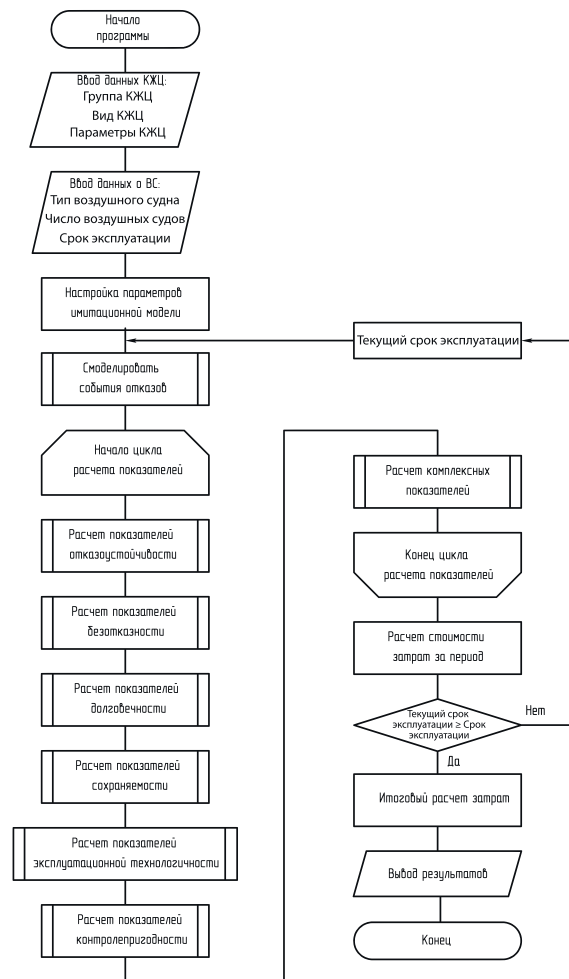 Начало
программы
Ввод данных КЖЦ:
Группа КЖЦ
Вид КЖЦ
Параметры КЖЦ
Ввод данных о ВС:
Тип воздушного судна
Число воздушных судов
Срок эксплуатации
Настройка параметров
имитационной модели
Текущий срок эксплуатации
Смоделировать
события отказов
Начало цикла
расчета показателей
Расчет показателей
отказоустойчивости
Расчет показателей
безотказности
Расчет показателей
долговечности
Расчет показателей
сохраняемости
Расчет показателей
эксплуатационной технологичности
Расчет показателей
контролепригодности
Расчет комплексных
показателей
Конец цикла
расчета показателей
Расчет стоимости
затрат за период
Текущий срок
эксплуатации ≥ Срок
эксплуатации
Нет
Да
Итоговый расчет затрат
Вывод результатов
Конец